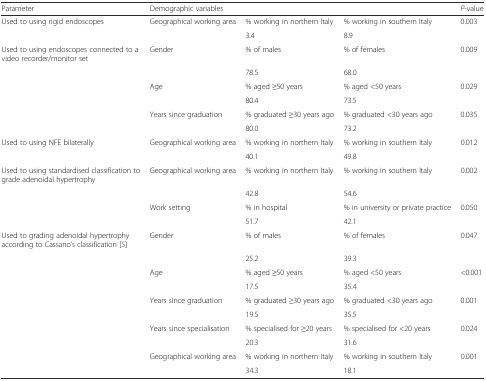 Parameter Demographic variables P-value
Used to using rigid endoscopes Geographical working area % working in northern Italy % working in southern Italy 0.003
3.4 8.9
Used to using endoscopes connected to a Gender % of males % of females 0.009
video recorder/monitor set
78.5 68.0
Age % aged ≥50 years % aged <50 years 0.029
80.4 73.5
Years since graduation % graduated ≥30 years ago % graduated <30 years ago 0.035
80.0 73.2
Used to using NFE bilaterally Geographical working area % working in northern Italy % working in southern Italy 0.012
40.1 49.8
Used to using standardised classification to Geographical working area % working in northern Italy % working in southern Italy 0.002
grade adenoidal hypertrophy
42.8 54.6
Work setting % in hospital % in university or private practice 0.050
51.7 42.1
Used to grading adenoidal hypertrophy Gender % of males % of females 0.047
according to Cassano's classification [5]
25.2 39.3
Age % aged ≥50 years % aged <50 years <0.001
17.5 35.4
Years since graduation % graduated ≥30 years ago % graduated <30 years ago 0.001
19.5 35.5
Years since specialisation % specialised for ≥20 years % specialised for <20 years 0.024
20.3 31.6
Geographical working area % working in northern Italy % working in southern Italy 0.001
34.3 18.1